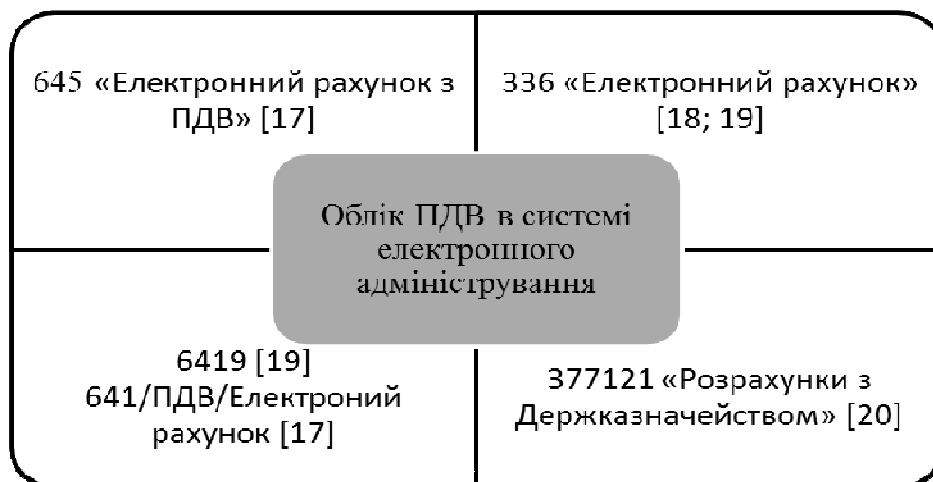 645 «Електронний рахунок з
ПДВ» [17]
336 «Електронний рахунок»
[18; 19]
Облік ПДВ в системі
електронного
адміністрування
6419 [19]
641/ПДВ/Електроний
рахунок [17]
377121 «Розрахунки з
Держказначейством» [20]